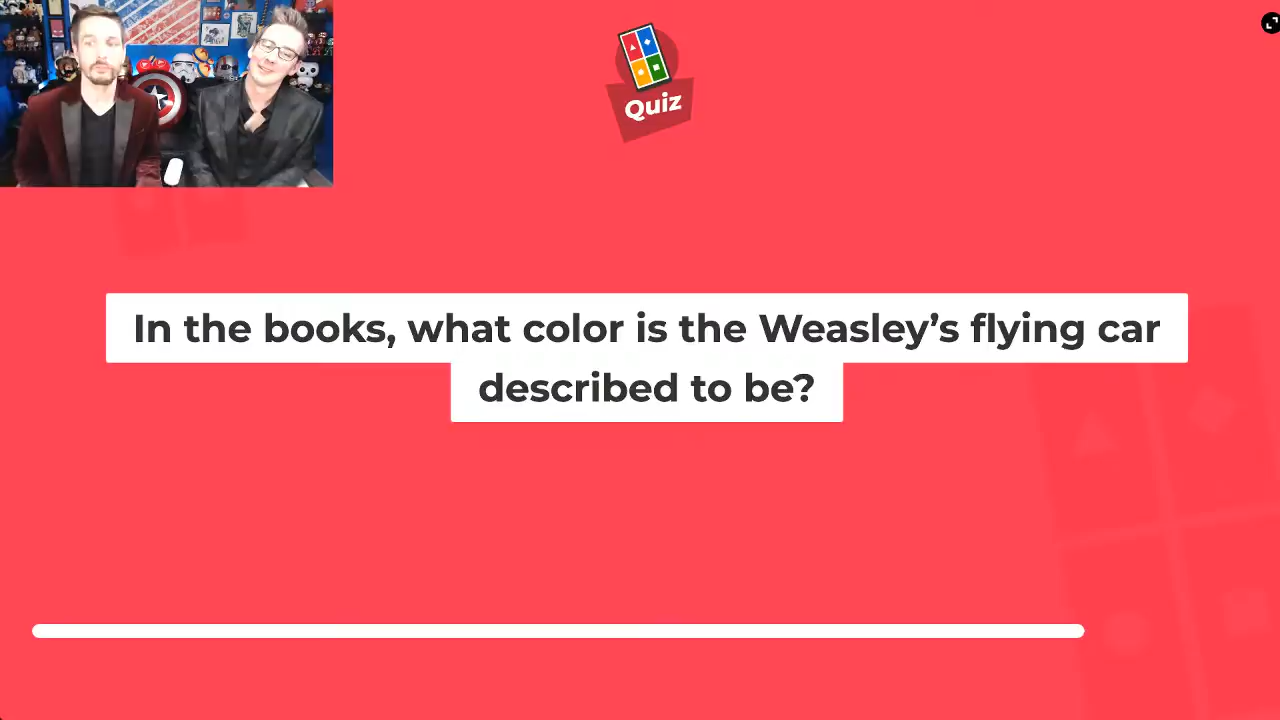 Quiz
In the books, what color is the Weasley’s flying car
described to be?